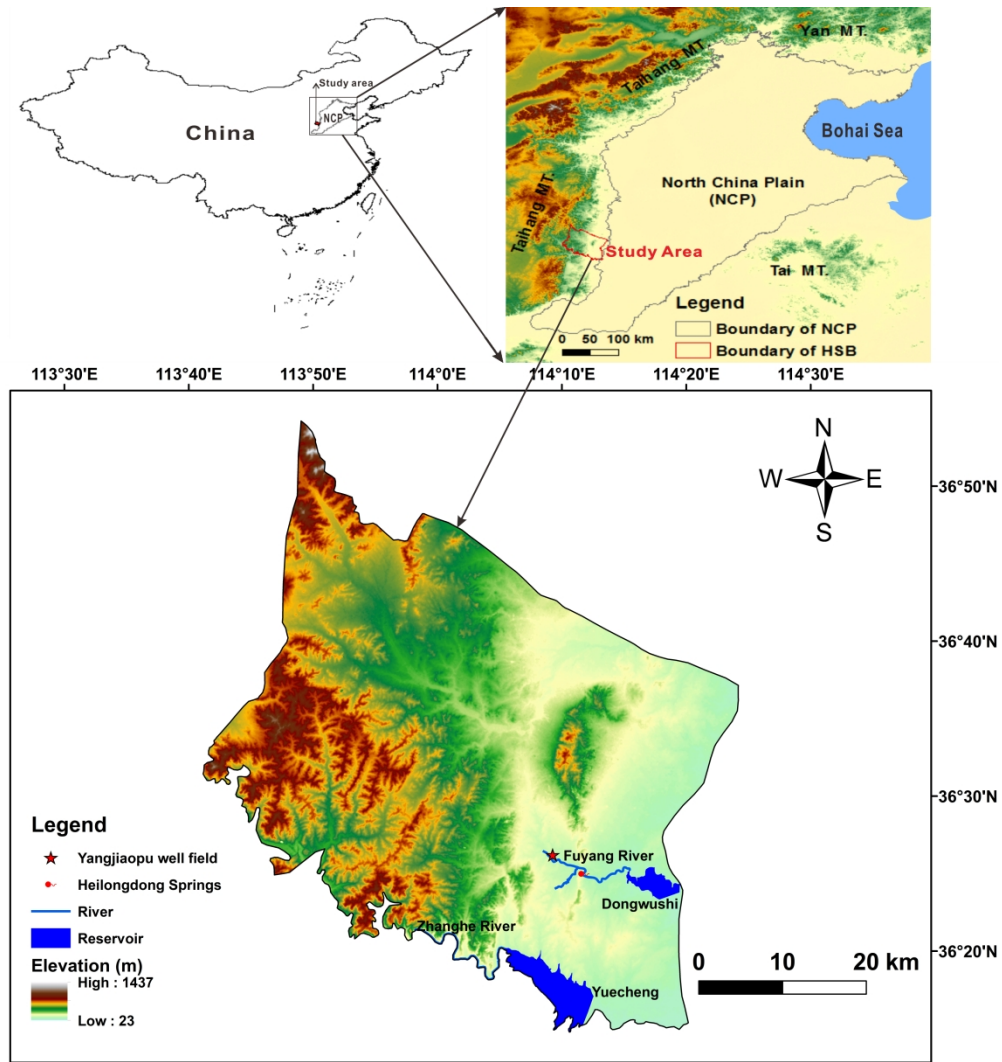 Study area
NCP
China
Yan MT.
Taihang MT.
Bohai Sea
North China Plain
(NCP)
Taihang MT.
Study Area
Tai MT.
Legend
0 50 100 km
Boundary of NCP
Boundary of HSB
113°30'E 113°40'E 113°50'E 114°0'E 114°10'E 114°20'E 114°30'E
N
W E
S
36°50'N
36°40'N
36°30'N
36°20'N
Fuyang River
Dongwushi
Zhanghe River
Yuecheng
Legend
Yangjiaopu well field
Heilongdong Springs
River
Reservoir
Elevation (m)
High : 1437
Low : 23
0 10 20 km